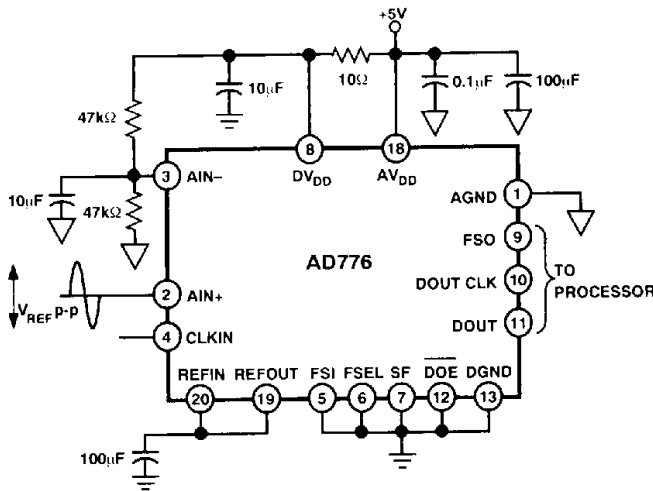 +5V
10μF
10Ω
0.1μF
100μF
47kΩ
8
18
3
AIN−
DVDD
AVDD
1
AGND
10μF
47kΩ
FSO
9
AD776
TO
PROCESSOR
DOUT CLK
10
2
AIN+
VREF p-p
DOUT
11
4
CLKIN
REFIN
REFOUT
FSI
FSEL
SF
DOE
DGND
20
19
5
6
7
12
13
100μF